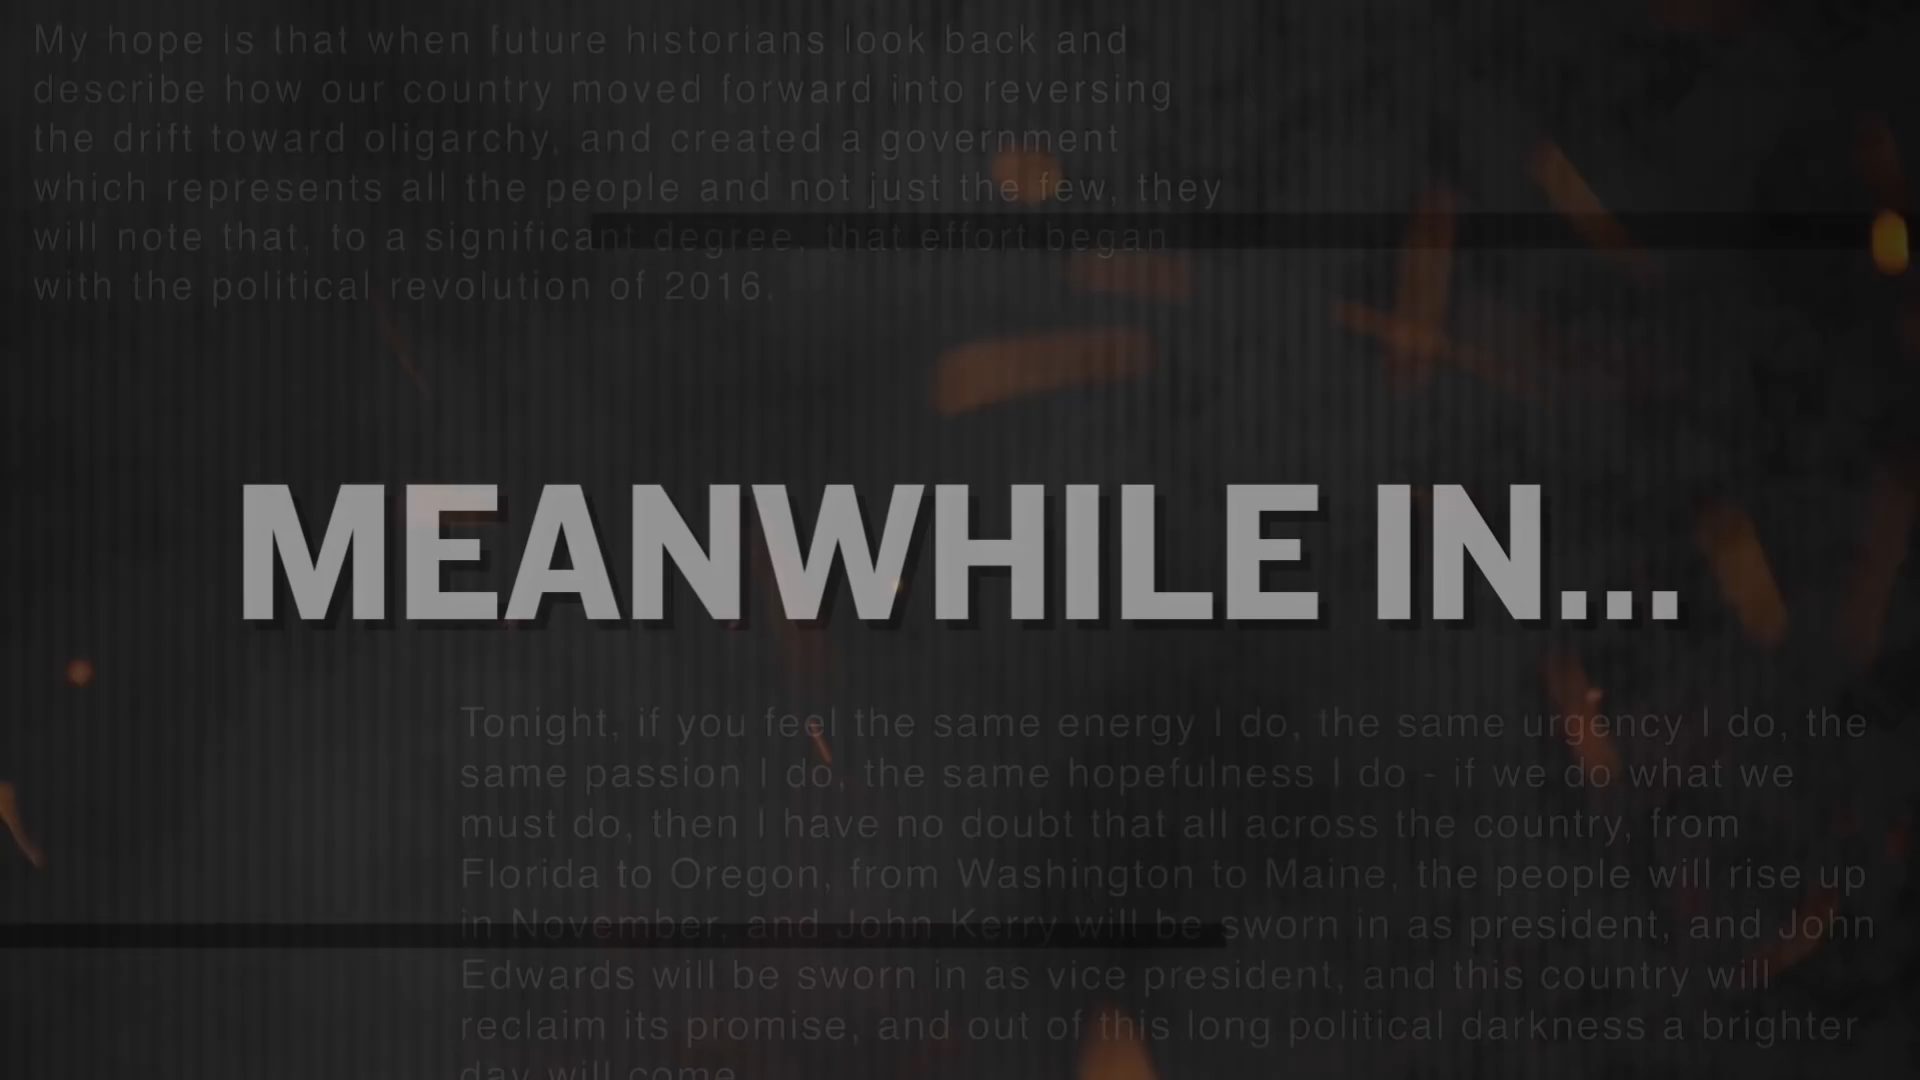 My hope is that when future historians look back and
describe how our country moved forward into reversing
the drift toward oligarchy, and created a government
which represents all the people and not just the few, they
will note that, to a significant degree, that effort began
with the political revolution of 2016.
MEANWHILE IN...
Tonight, if you feel the same energy I do, the same urgency I do, the
same passion I do, the same hopefulness I do - if we do what we
must do, then I have no doubt that all across the country, from
Florida to Oregon, from Washington to Maine, the people will rise up
in November, and John Kerry will be sworn in as president, and John
Edwards will be sworn in as vice president, and this country will
reclaim its promise, and out of this long political darkness a brighter
day will come